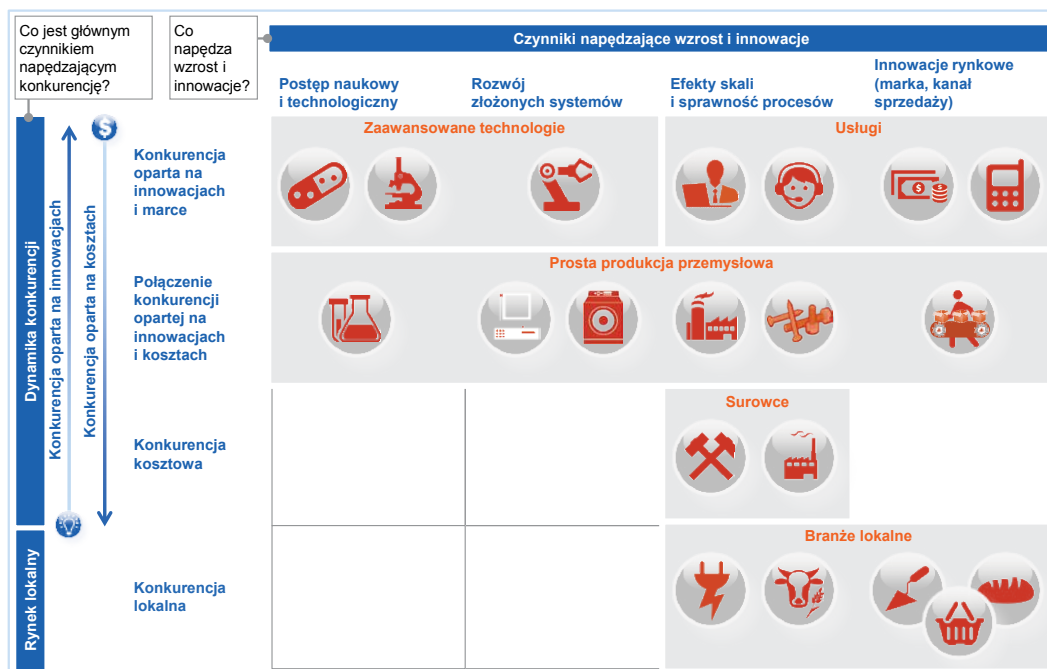 Co jest głównym
czynnikiem
napędzającym
konkurencję?
Co
napędza
wzrost i
innowacje?
Czynniki napędzające wzrost i innowacje
Postęp naukowy
i technologiczny
Rozwój
złożonych systemów
Efekty skali
i sprawność procesów
Innowacje rynkowe
(marka, kanał
sprzedaży)
Dynamika konkurencji
Konkurencja oparta na innowacjach
Konkurencja oparta na kosztach
$
Konkurencja
oparta na
innowacjach
i marce
Zaawansowane technologie
Usługi
$
Połączenie
konkurencji
opartej na
innowacjach
i kosztach
Prosta produkcja przemysłowa
Konkurencja
kosztowa
Surowce
Rynek lokalny
Konkurencja
lokalna
Branże lokalne